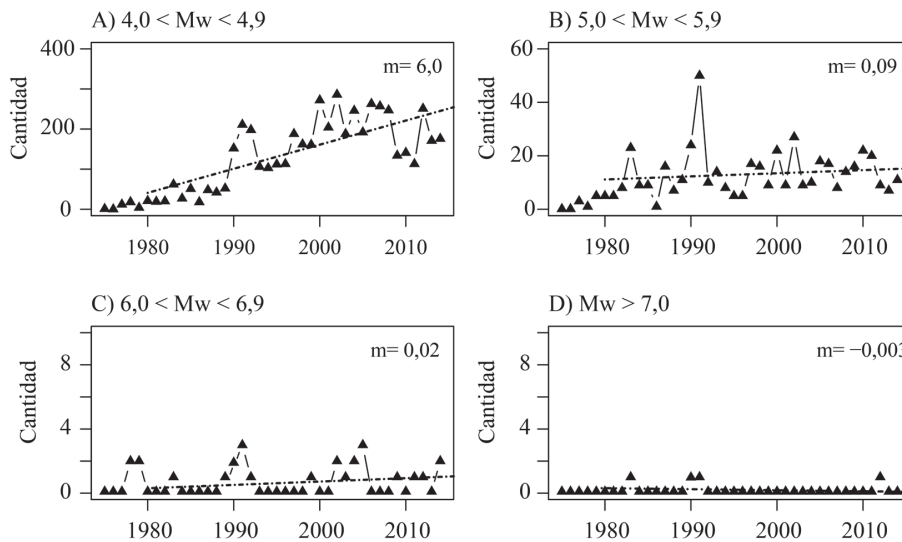 A) 4,0 < Mw < 4,9
B) 5,0 < Mw < 5,9
Cantidad
400
200
0
m= 6,0
1980 1990 2000 2010
Cantidad
60
40
20
0
m= 0,09
1980 1990 2000 2010
C) 6,0 < Mw < 6,9
D) Mw > 7,0
Cantidad
8
4
0
m= 0,02
1980 1990 2000 2010
Cantidad
8
4
0
m= −0,003
1980 1990 2000 2010